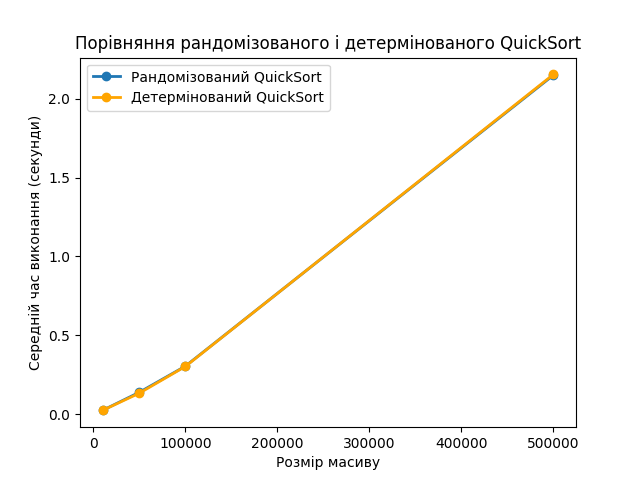 Порівняння рандомізованого і детермінованого QuickSort
Рандомізований QuickSort
Детермінований QuickSort
Середній час виконання (секунди)
2.0
1.5
1.0
0.5
0.0
0 100000 200000 300000 400000 500000
Розмір масиву